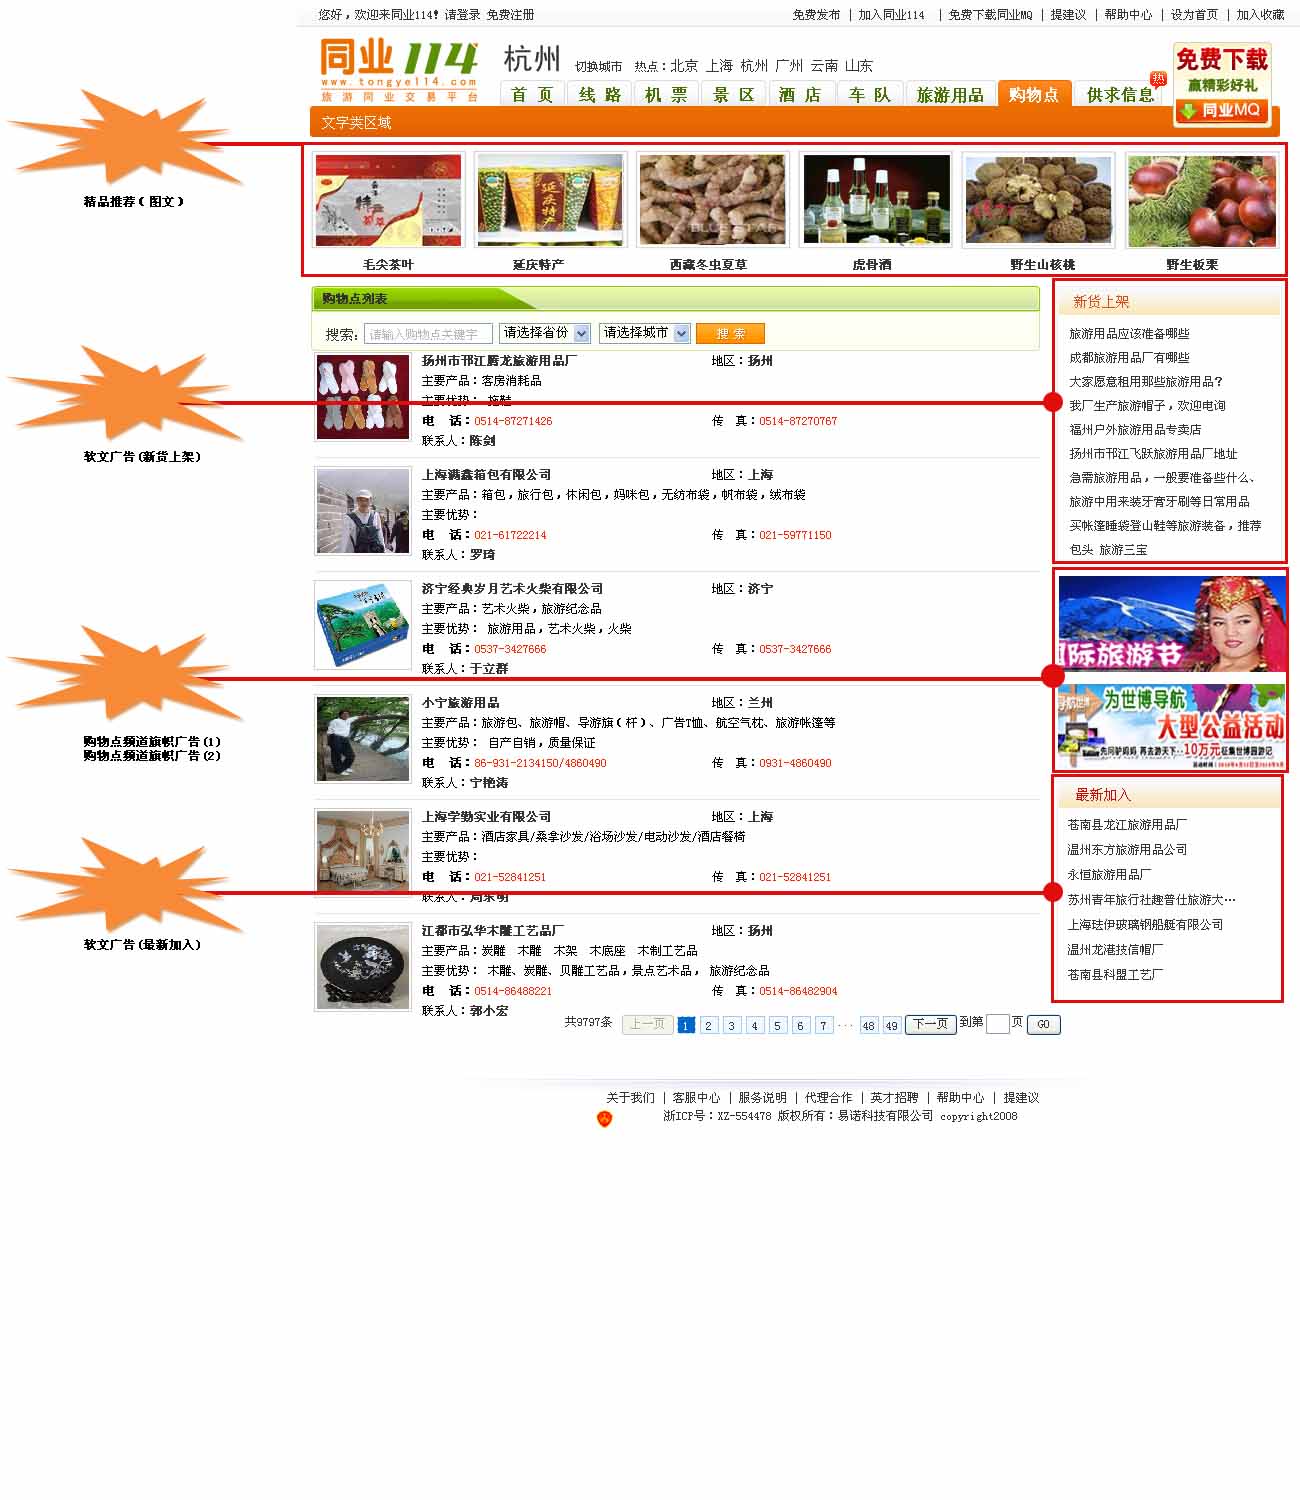 您好，欢迎来同业114! 请登录 免费注册
免费发布 | 加入同业114 | 免费下载同业MQ | 提建议 | 帮助中心 | 设为首页 | 加入收藏
同业114
www.tongye114.com
旅游同业交易平台
杭州 切换城市 热点：北京 上海 杭州 广州 云南 山东
首 页 线 路 机 票 景 区 酒 店 车 队 旅游用品 购物点 供求信息 热
免费下载
赢精彩好礼
同业MQ
文字类区域
精品推荐（图文）
BLUE STAR
延庆特产
毛尖茶叶 延庆特产 西藏冬虫夏草 虎骨酒 野生山核桃 野生板栗
购物点列表
搜索： 请输入购物点关键字 请选择省份 请选择城市 搜 索
扬州市邗江腾龙旅游用品厂 地区：扬州
主要产品：客房消耗品
主要优势： 拖鞋
电 话：0514-87271426 传 真：0514-87270767
联系人：陈剑
上海满鑫箱包有限公司 地区：上海
主要产品：箱包，旅行包，休闲包，妈咪包，无纺布袋，帆布袋，绒布袋
主要优势：
电 话：021-61722214 传 真：021-59771150
联系人：罗琦
济宁经典岁月艺术火柴有限公司 地区：济宁
主要产品：艺术火柴，旅游纪念品
主要优势： 旅游用品，艺术火柴，火柴
电 话：0537-3427666 传 真：0537-3427666
联系人：于立群
小宁旅游用品 地区：兰州
主要产品：旅游包、旅游帽、导游旗（杆）、广告T恤、航空气枕、旅游帐篷等
主要优势： 自产自销，质量保证
电 话：86-931-2134150/4860490 传 真：0931-4860490
联系人：宁艳涛
上海学勤实业有限公司 地区：上海
主要产品：酒店家具/桑拿沙发/浴场沙发/电动沙发/酒店餐椅
主要优势：
电 话：021-52841251 传 真：021-52841251
联系人：周东明
江都市弘华木雕工艺品厂 地区：扬州
主要产品：炭雕 木雕 木架 木底座 木制工艺品
主要优势： 木雕、炭雕、贝雕工艺品，景点艺术品， 旅游纪念品
电 话：0514-86488221 传 真：0514-86482904
联系人：郭小宏
共9797条 上一页 1 2 3 4 5 6 7 ... 48 49 下一页 到第 页 GO
新货上架
旅游用品应该准备哪些
成都旅游用品厂有哪些
大家愿意租用那些旅游用品?
我厂生产旅游帽子，欢迎电询
福州户外旅游用品专卖店
扬州市邗江飞跃旅游用品厂地址
急需旅游用品，一般要准备些什么、
旅游中用来装牙膏牙刷等日常用品
买帐篷睡袋登山鞋等旅游装备，推荐
包头 旅游三宝
国际旅游节
为世博导航
大型公益活动
先问驴妈妈 再去游天下…10万元征集世博园游记
最新加入
苍南县龙江旅游用品厂
温州东方旅游用品公司
永恒旅游用品厂
苏州青年旅行社趣普仕旅游大…
上海珐伊玻璃钢船艇有限公司
温州龙港技信帽厂
苍南县科盟工艺厂
软文广告(新货上架)
购物点频道旗帜广告(1)
购物点频道旗帜广告(2)
软文广告(最新加入)
关于我们 | 客服中心 | 服务说明 | 代理合作 | 英才招聘 | 帮助中心 | 提建议
浙ICP号：XZ-554478 版权所有：易诺科技有限公司 copyright2008